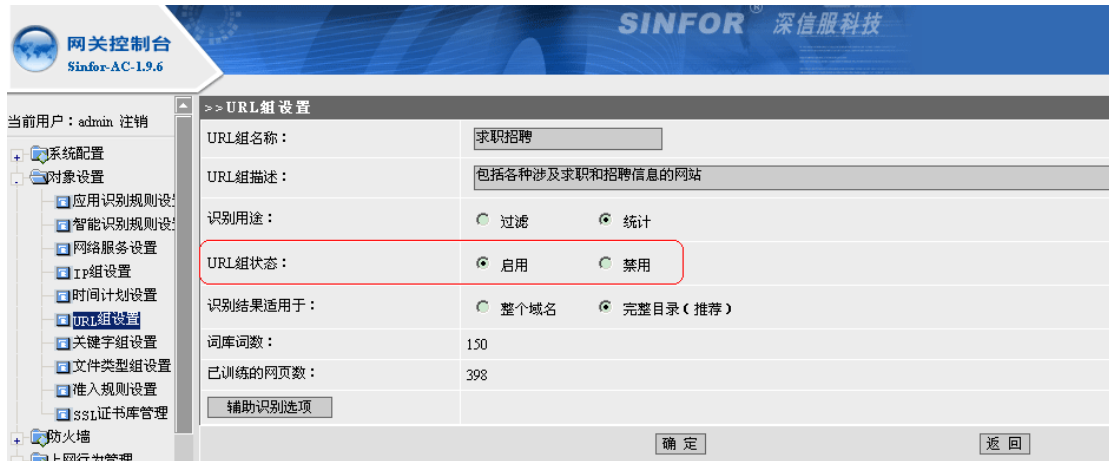 SINFOR® 深信服科技
网关控制台
Sinfor-AC-1.9.6
当前用户：admin 注销
系统配置
对象设置
应用识别规则设
智能识别规则设
网络服务设置
IP组设置
时间计划设置
URL组设置
关键字组设置
文件类型组设置
准入规则设置
SSL证书库管理
防火墙
上网行为管理
>>URL组设置
URL组名称： 求职招聘
URL组描述： 包括各种涉及求职和招聘信息的网站
识别用途： 过滤 统计
URL组状态： 启用 禁用
识别结果适用于： 整个域名 完整目录（推荐）
词库词数： 150
已训练的网页数： 398
辅助识别选项
确 定 返 回